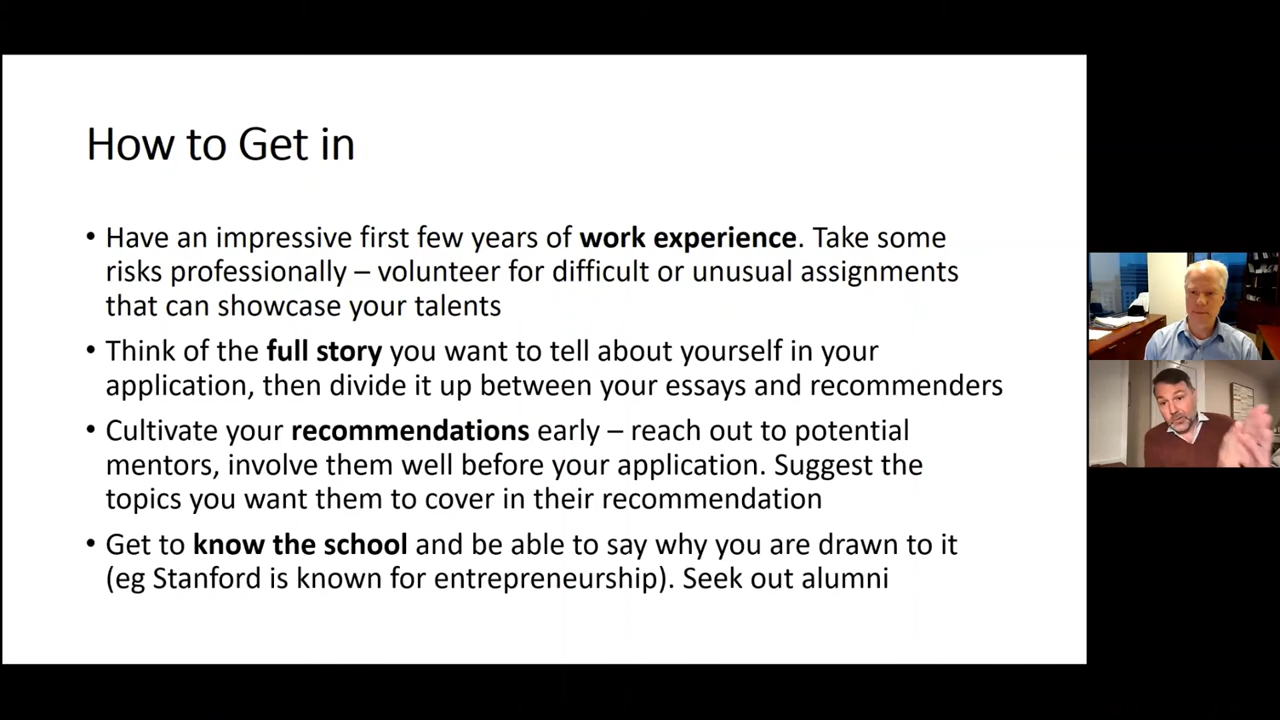 How to Get in
• Have an impressive first few years of work experience. Take some
risks professionally – volunteer for difficult or unusual assignments
that can showcase your talents
• Think of the full story you want to tell about yourself in your
application, then divide it up between your essays and recommenders
• Cultivate your recommendations early – reach out to potential
mentors, involve them well before your application. Suggest the
topics you want them to cover in their recommendation
• Get to know the school and be able to say why you are drawn to it
(eg Stanford is known for entrepreneurship). Seek out alumni